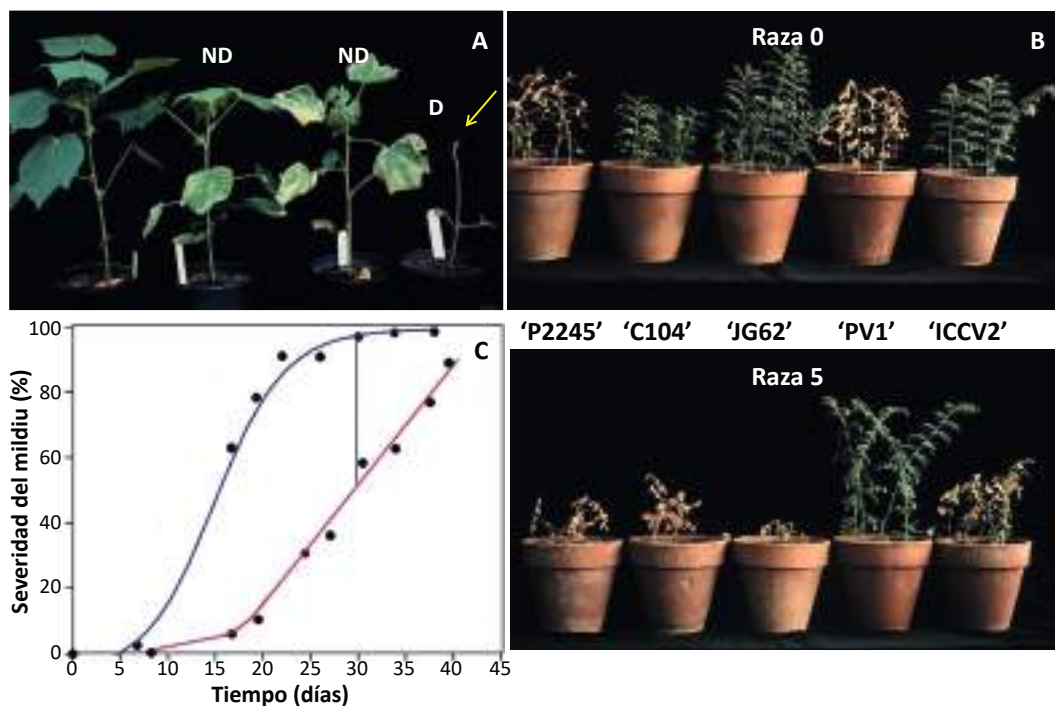 A
ND
ND
D
Raza 0
B
'P2245' 'C104' 'JG62' 'PV1' 'ICCV2'
Raza 5
C
Severidad del mildiu (%)
100
80
60
40
20
0
0 5 10 15 20 25 30 35 40 45
Tiempo (días)